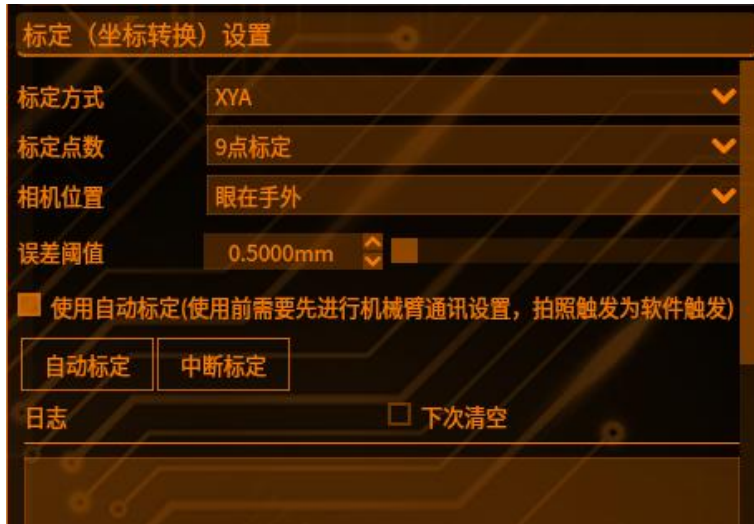 标定（坐标转换）设置
标定方式 XYA
标定点数 9点标定
相机位置 眼在手外
误差阈值 0.5000mm
使用自动标定(使用前需要先进行机械臂通讯设置，拍照触发为软件触发)
自动标定 中断标定
日志 下次清空